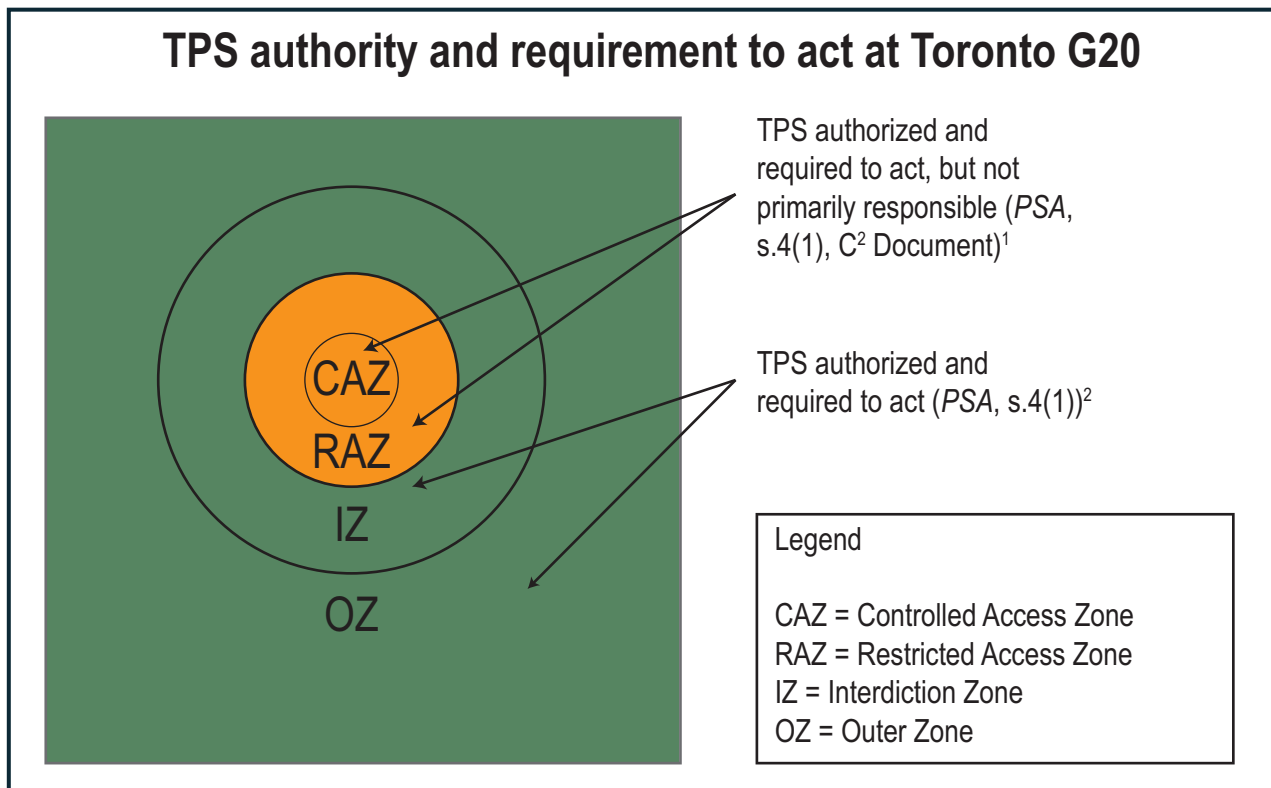 TPS authority and requirement to act at Toronto G20
TPS authorized and
required to act, but not
primarily responsible (PSA,
s.4(1), C² Document)¹
CAZ
RAZ
IZ
OZ
TPS authorized and
required to act (PSA, s.4(1))²
Legend
CAZ = Controlled Access Zone
RAZ = Restricted Access Zone
IZ = Interdiction Zone
OZ = Outer Zone